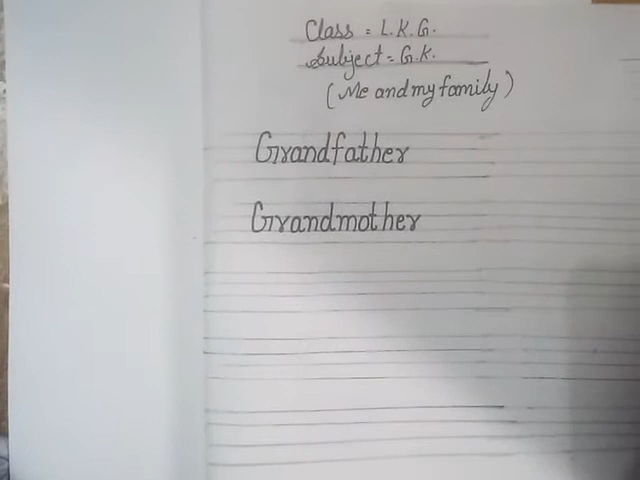 Class = L.K.G.
Subject = G.K.
(Me and my family)
Grandfather
Grandmother